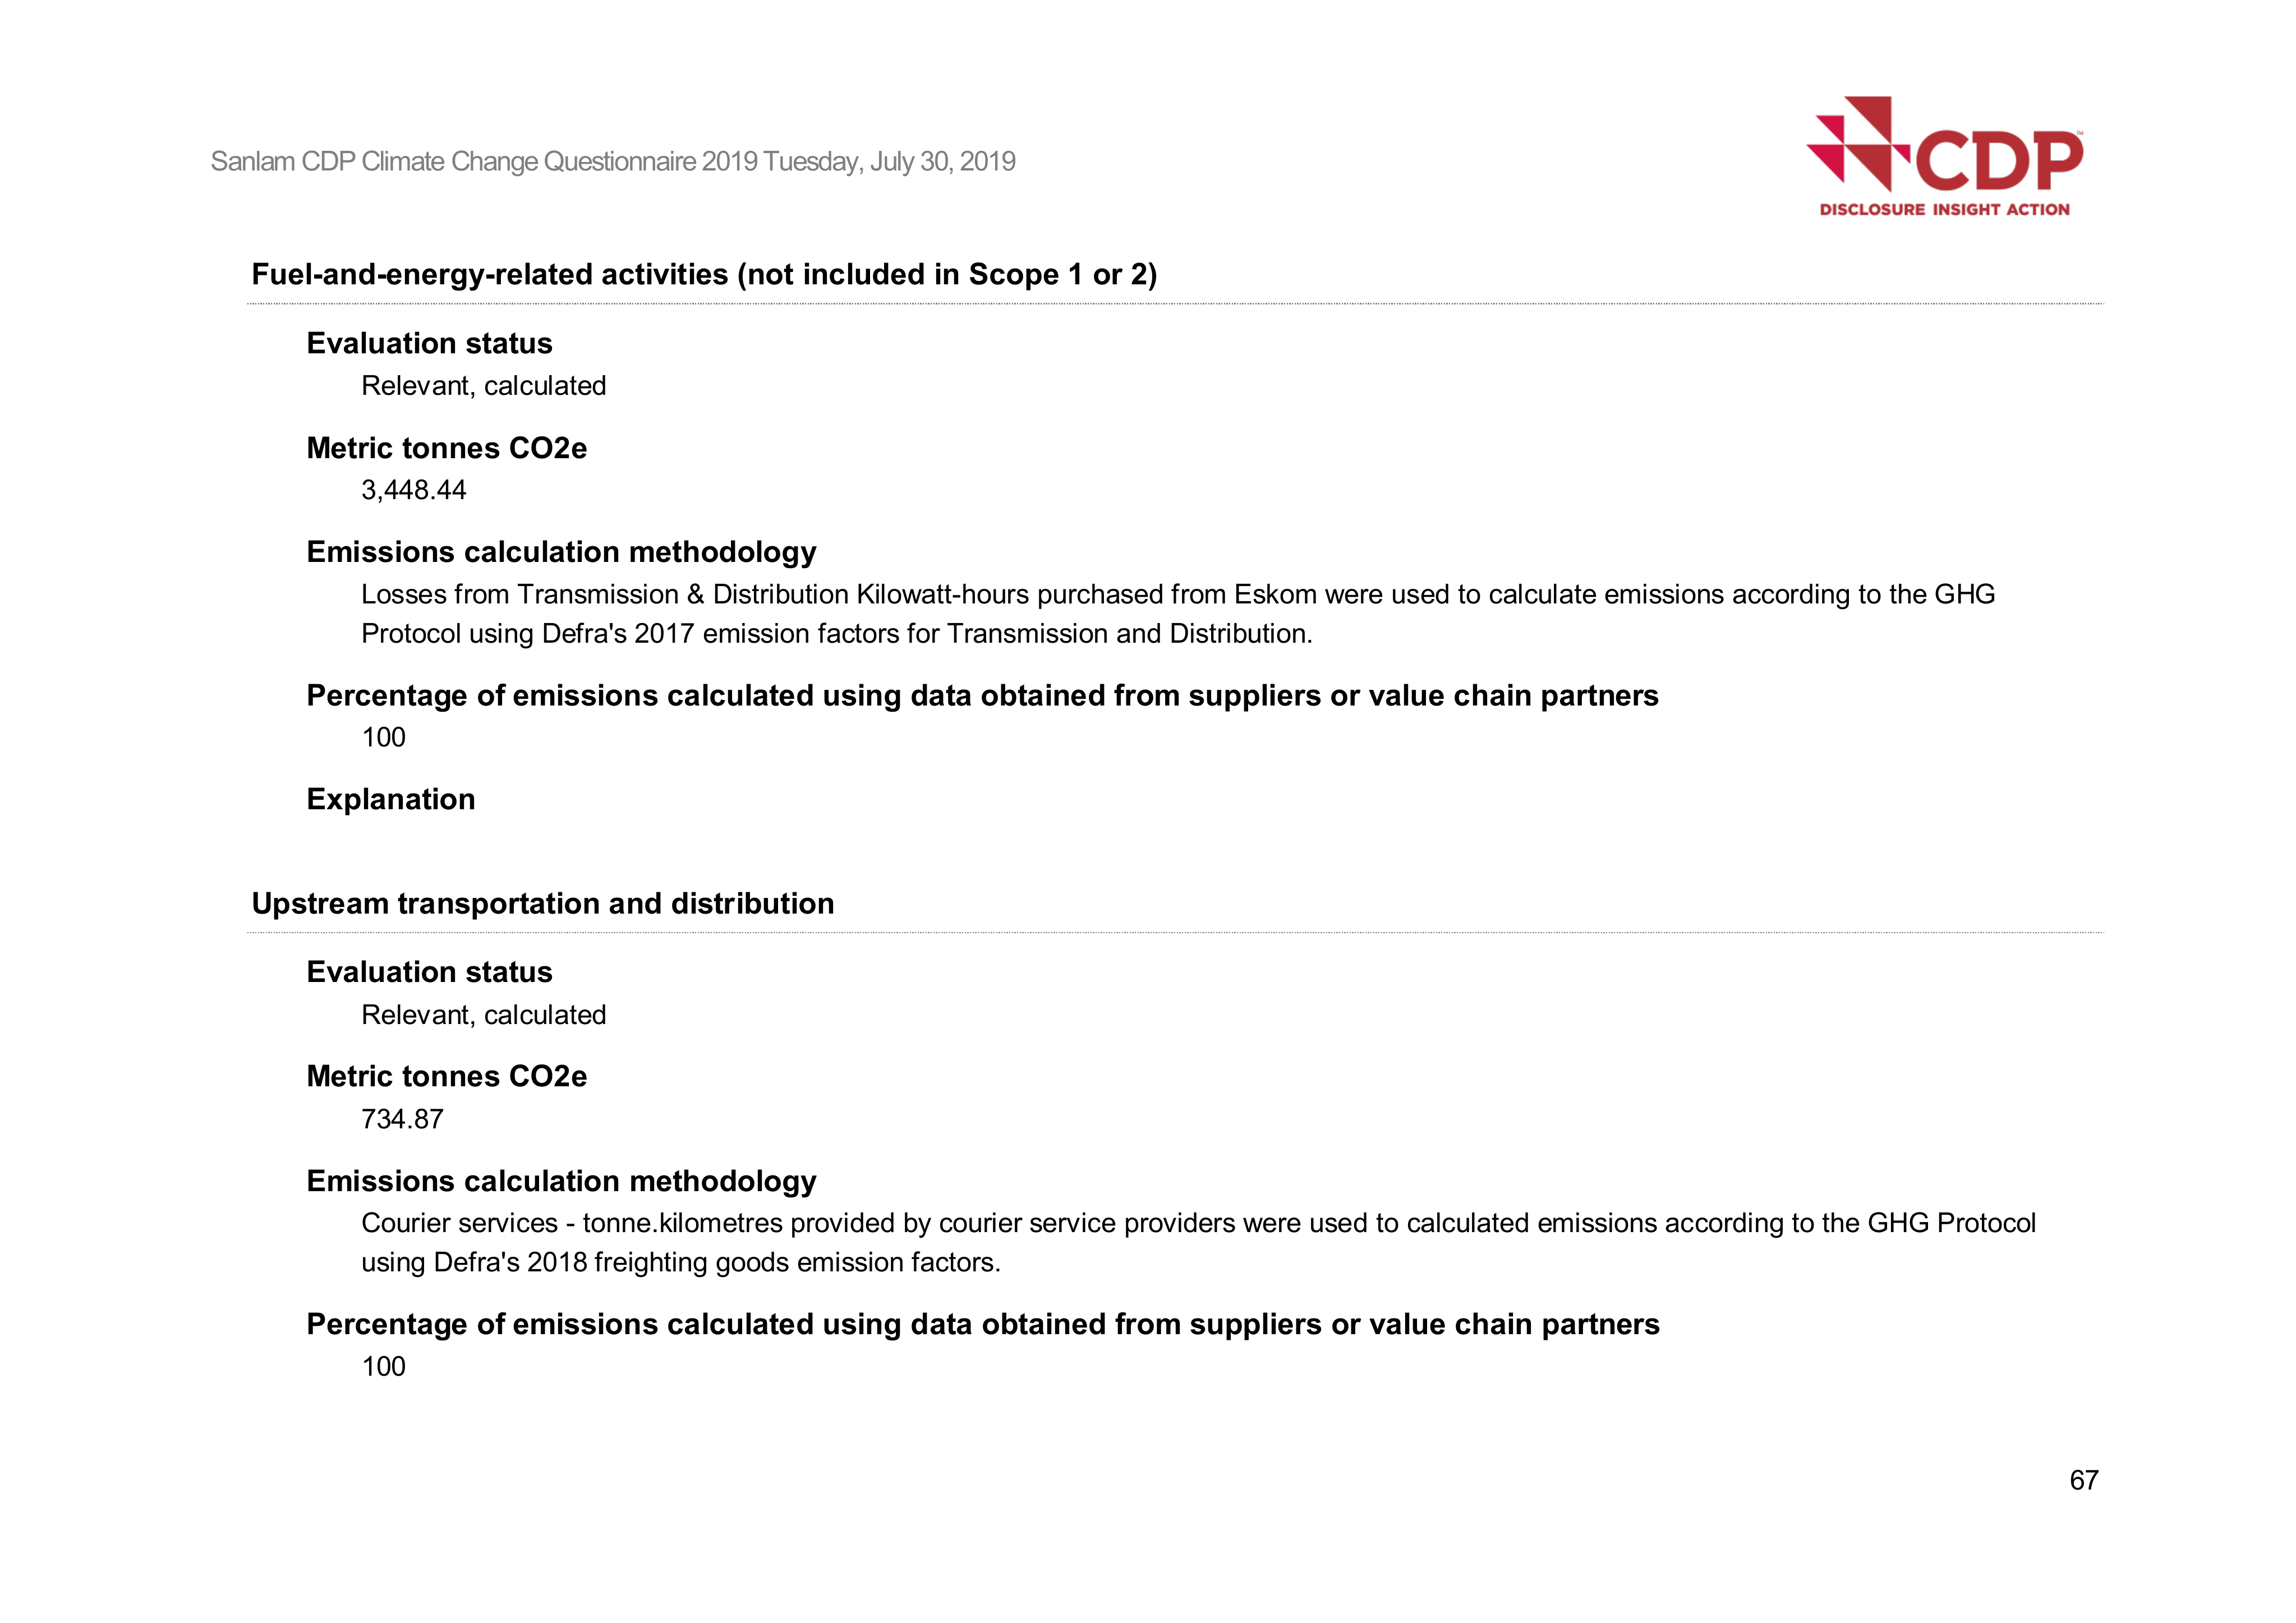 Sanlam CDP Climate Change Questionnaire 2019 Tuesday, July 30, 2019
CDP™
DISCLOSURE INSIGHT ACTION
Fuel-and-energy-related activities (not included in Scope 1 or 2)
Evaluation status
Relevant, calculated
Metric tonnes CO2e
3,448.44
Emissions calculation methodology
Losses from Transmission & Distribution Kilowatt-hours purchased from Eskom were used to calculate emissions according to the GHG
Protocol using Defra's 2017 emission factors for Transmission and Distribution.
Percentage of emissions calculated using data obtained from suppliers or value chain partners
100
Explanation
Upstream transportation and distribution
Evaluation status
Relevant, calculated
Metric tonnes CO2e
734.87
Emissions calculation methodology
Courier services - tonne.kilometres provided by courier service providers were used to calculated emissions according to the GHG Protocol
using Defra's 2018 freighting goods emission factors.
Percentage of emissions calculated using data obtained from suppliers or value chain partners
100
67